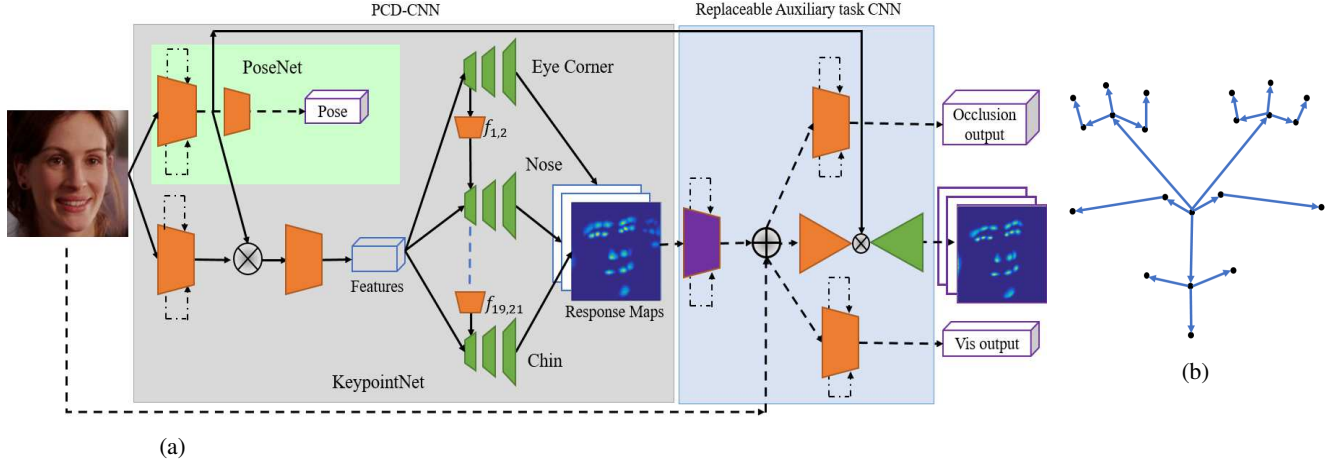 PCD-CNN
Replaceable Auxiliary task CNN
PoseNet
Pose
Eye Corner
f1,2
Nose
Features
f19,21
Response Maps
Chin
KeypointNet
Occlusion
output
Vis output
(a)
(b)